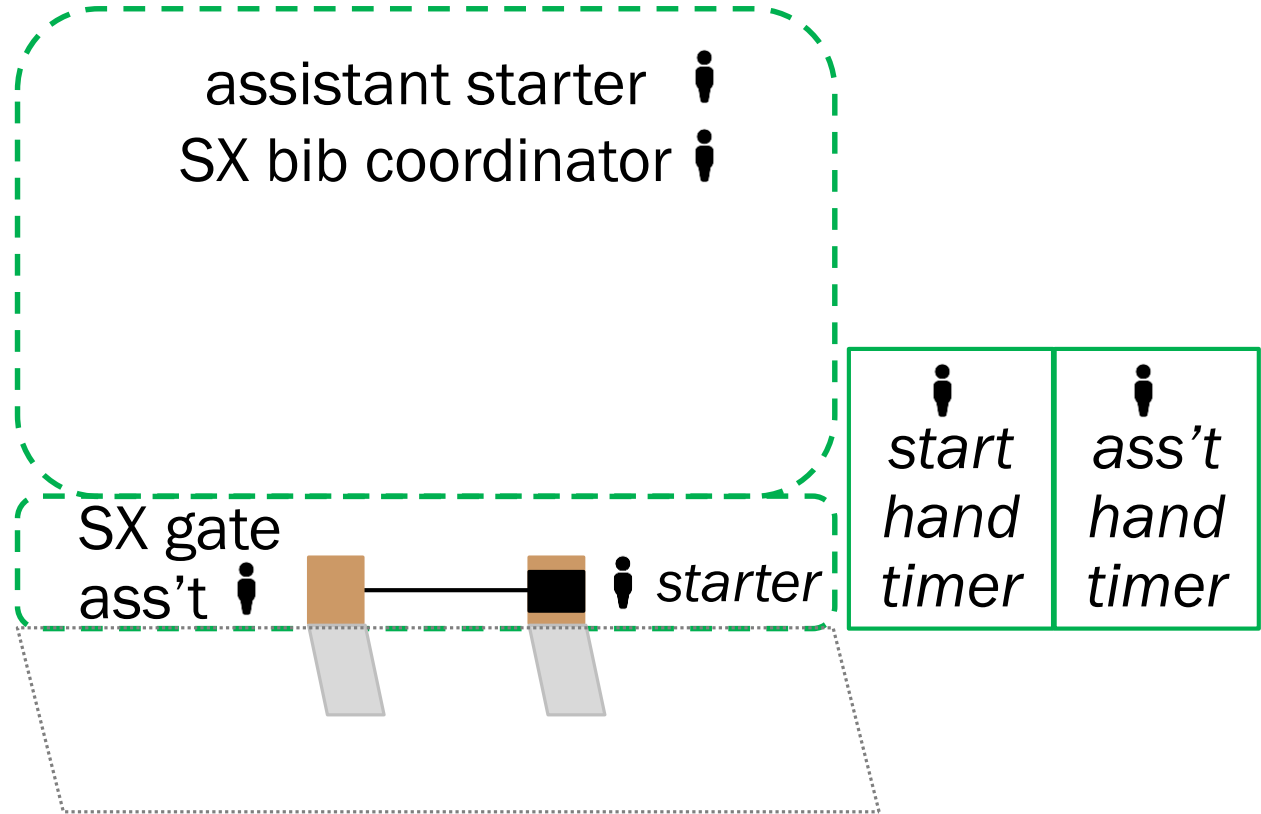 assistant starter
SX bib coordinator
SX gate
ass’t
starter
start
hand
timer
ass’t
hand
timer